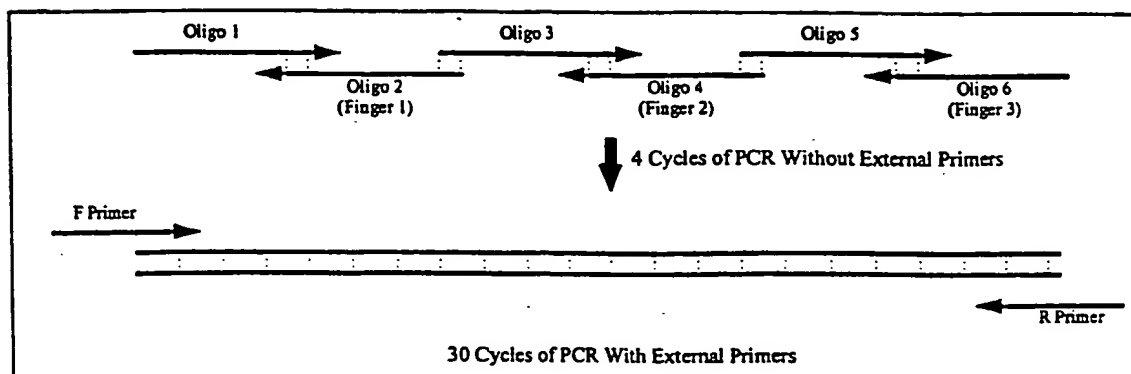 Oligo 1
Oligo 3
Oligo 5
Oligo 2
(Finger 1)
Oligo 4
(Finger 2)
Oligo 6
(Finger 3)
4 Cycles of PCR Without External Primers
F Primer
R Primer
30 Cycles of PCR With External Primers